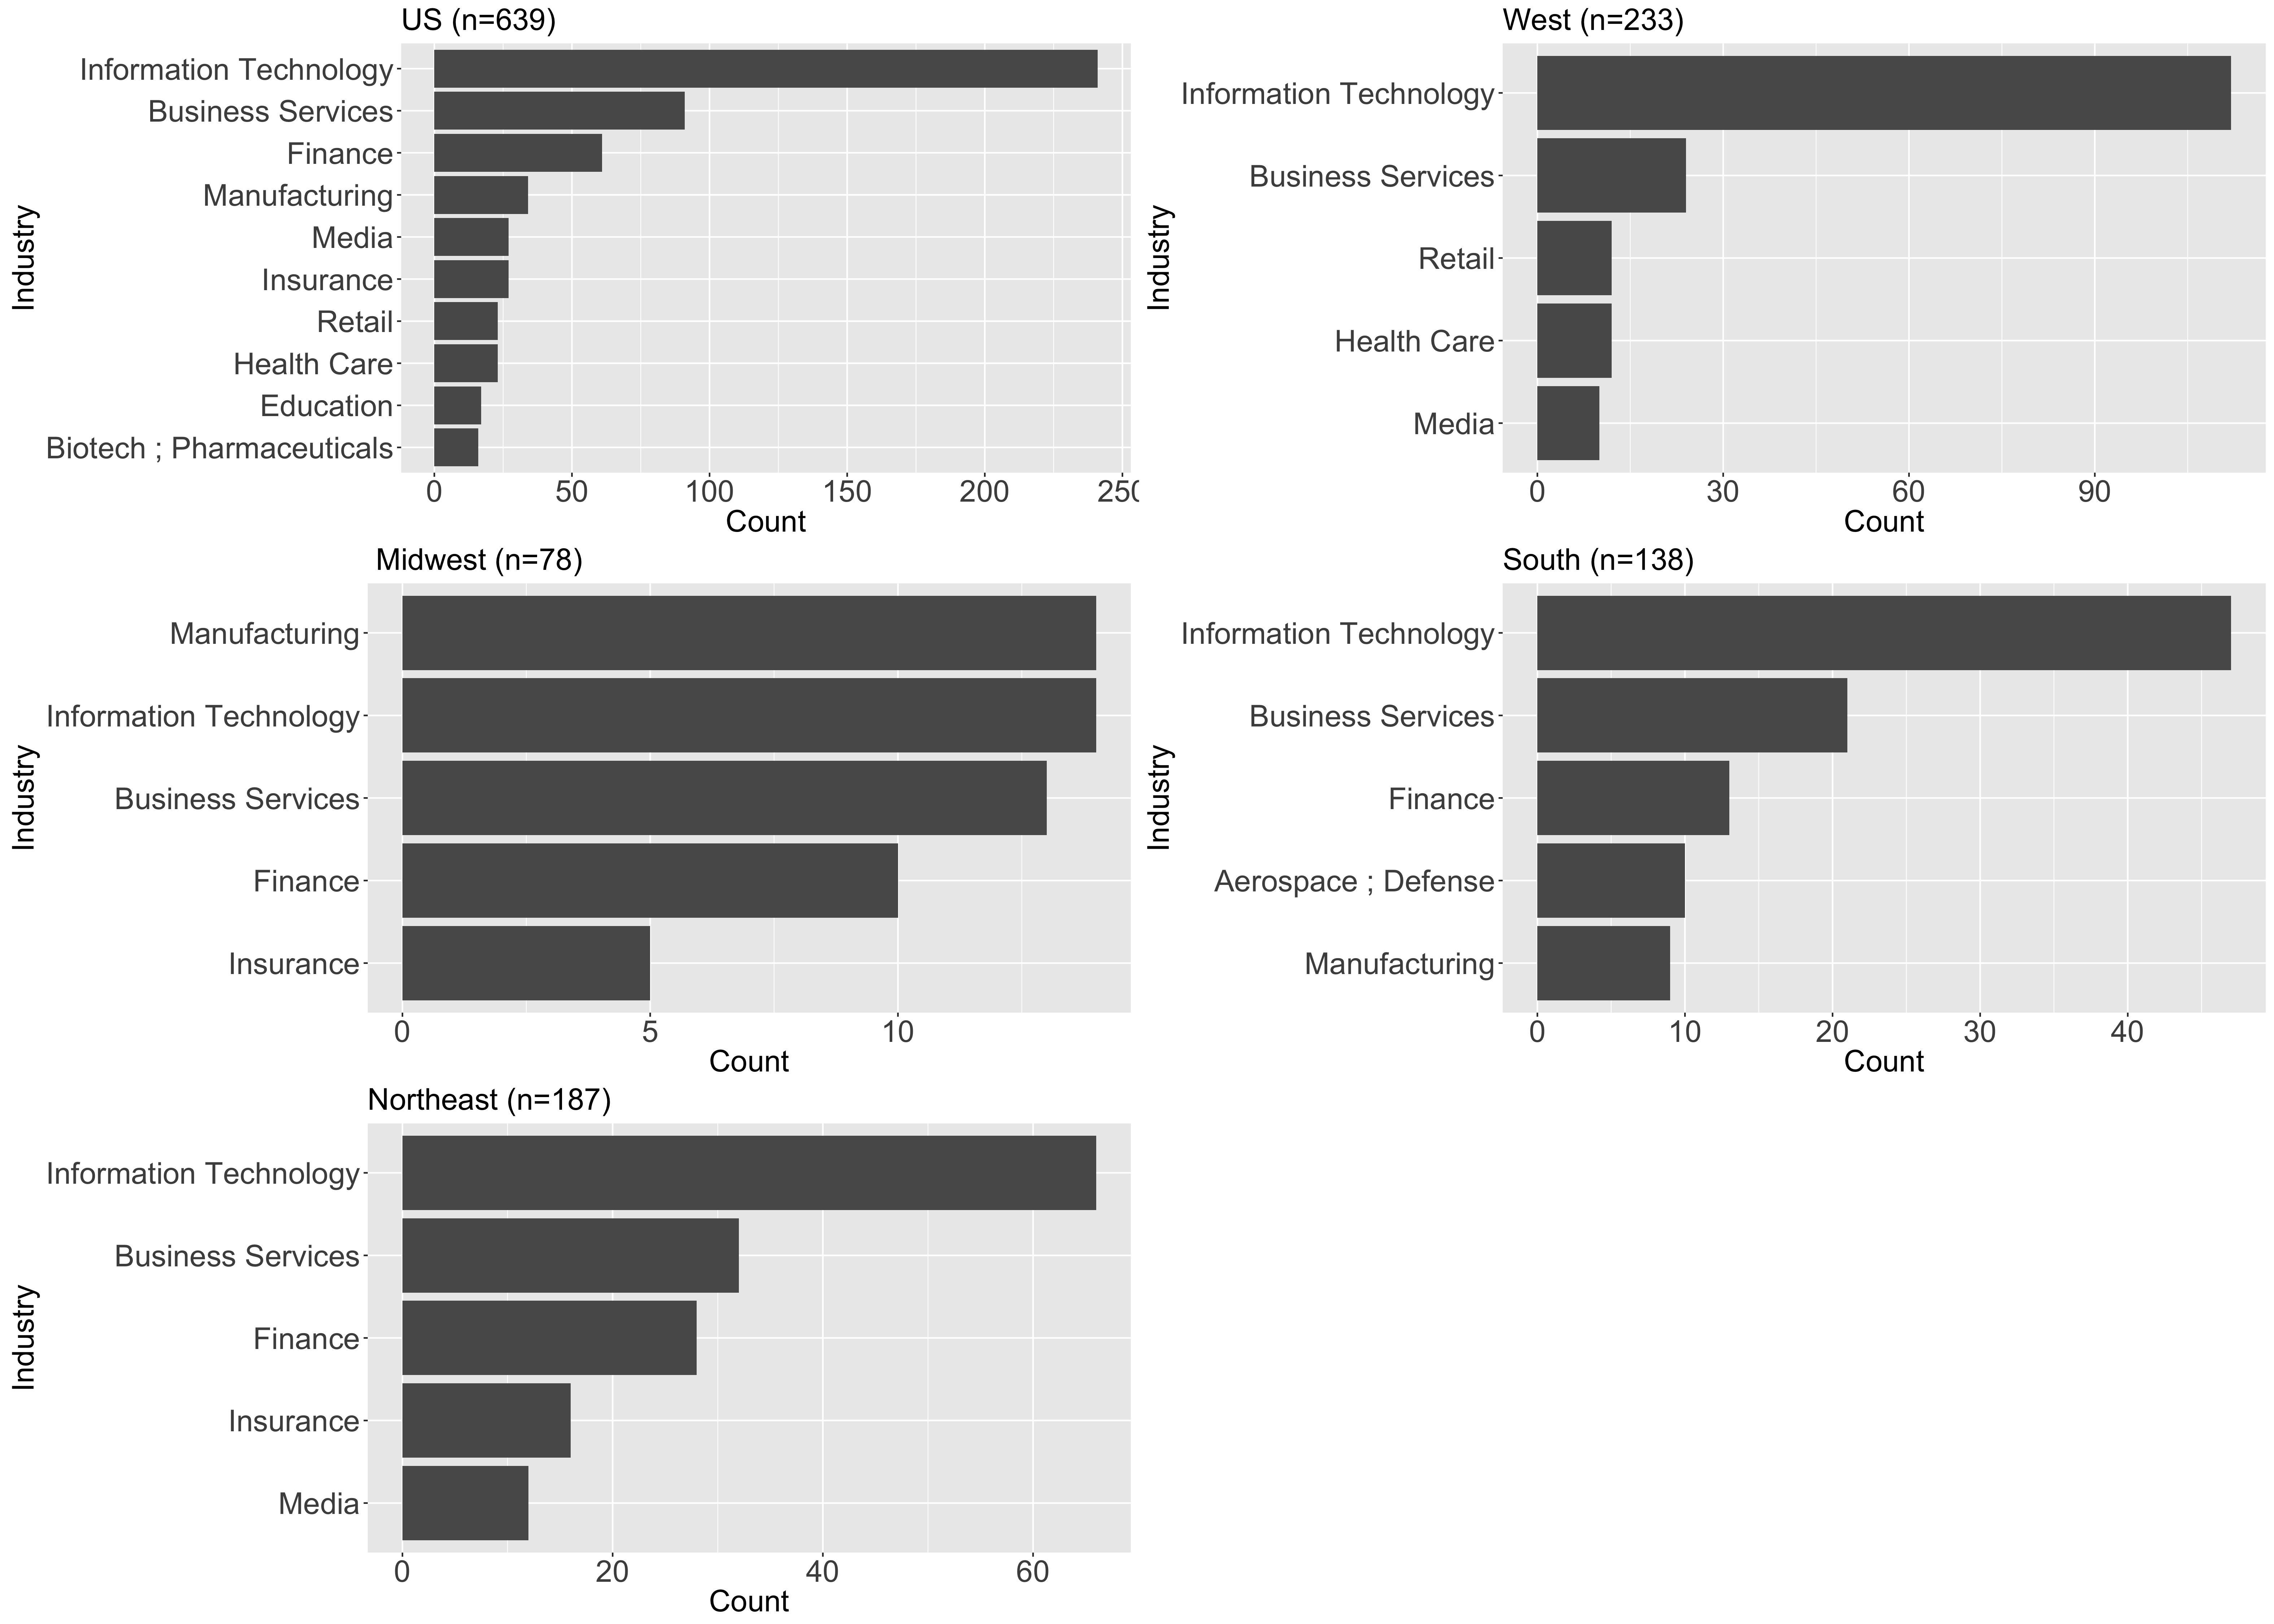 US (n=639)
Industry
Information Technology
Business Services
Finance
Manufacturing
Media
Insurance
Retail
Health Care
Education
Biotech ; Pharmaceuticals
0 50 100 150 200 250
Count
West (n=233)
Industry
Information Technology
Business Services
Retail
Health Care
Media
0 30 60 90
Count
Midwest (n=78)
Industry
Manufacturing
Information Technology
Business Services
Finance
Insurance
0 5 10
Count
South (n=138)
Industry
Information Technology
Business Services
Finance
Aerospace ; Defense
Manufacturing
0 10 20 30 40
Count
Northeast (n=187)
Industry
Information Technology
Business Services
Finance
Insurance
Media
0 20 40 60
Count